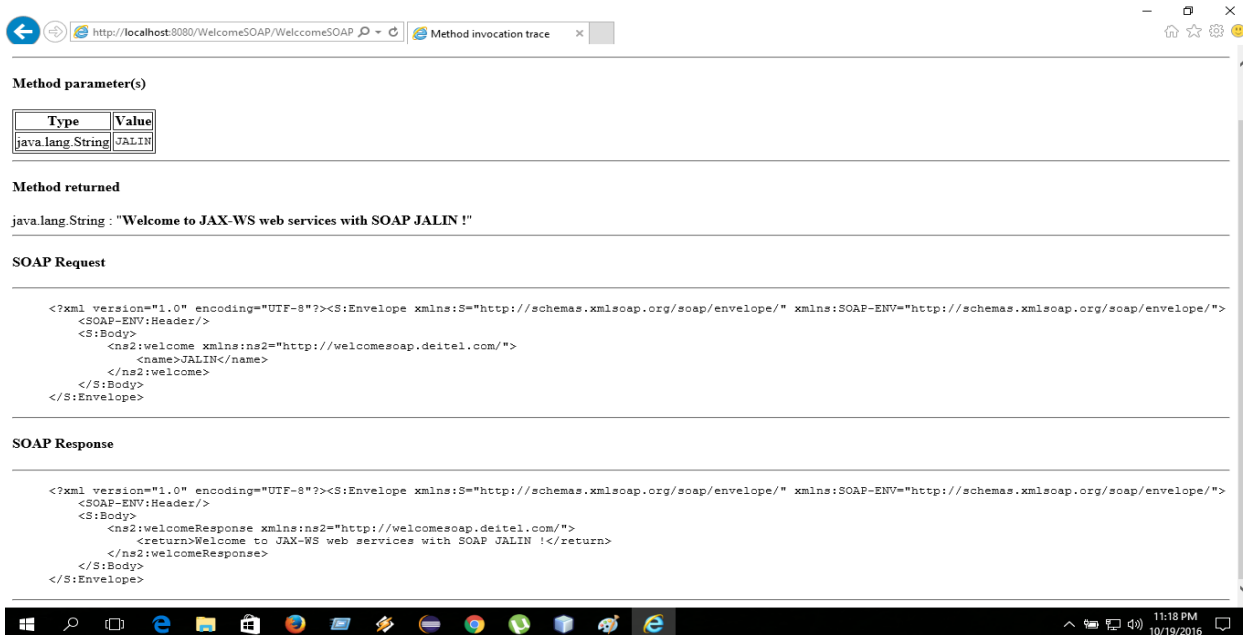 http://localhost:8080/WelcomeSOAP/WelccomeSOAP
Method invocation trace
Method parameter(s)
Type Value
java.lang.String JALIN
Method returned
java.lang.String : "Welcome to JAX-WS web services with SOAP JALIN !"
SOAP Request
<?xml version="1.0" encoding="UTF-8"?><S:Envelope xmlns:S="http://schemas.xmlsoap.org/soap/envelope/" xmlns:SOAP-ENV="http://schemas.xmlsoap.org/soap/envelope/">
<SOAP-ENV:Header/>
<S:Body>
<ns2:welcome xmlns:ns2="http://welcomesoap.deitel.com/">
<name>JALIN</name>
</ns2:welcome>
</S:Body>
</S:Envelope>
SOAP Response
<?xml version="1.0" encoding="UTF-8"?><S:Envelope xmlns:S="http://schemas.xmlsoap.org/soap/envelope/" xmlns:SOAP-ENV="http://schemas.xmlsoap.org/soap/envelope/">
<SOAP-ENV:Header/>
<S:Body>
<ns2:welcomeResponse xmlns:ns2="http://welcomesoap.deitel.com/">
<return>Welcome to JAX-WS web services with SOAP JALIN !</return>
</ns2:welcomeResponse>
</S:Body>
</S:Envelope>
11:18 PM
10/19/2016